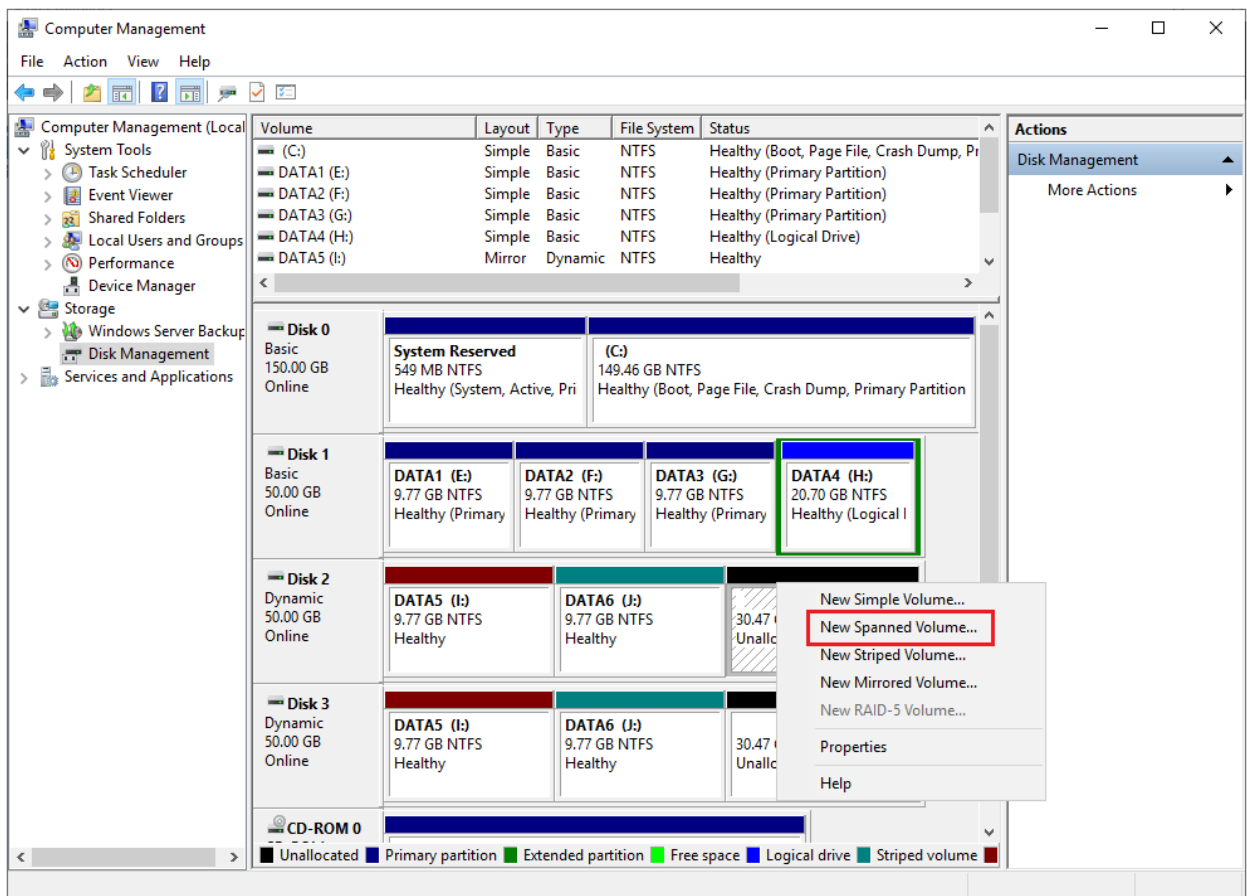 Computer Management
File Action View Help
Computer Management (Local
System Tools
Task Scheduler
Event Viewer
Shared Folders
Local Users and Groups
Performance
Device Manager
Storage
Windows Server Backup
Disk Management
Services and Applications
Volume Layout Type File System Status
(C:) Simple Basic NTFS Healthy (Boot, Page File, Crash Dump, Pr
DATA1 (E:) Simple Basic NTFS Healthy (Primary Partition)
DATA2 (F:) Simple Basic NTFS Healthy (Primary Partition)
DATA3 (G:) Simple Basic NTFS Healthy (Primary Partition)
DATA4 (H:) Simple Basic NTFS Healthy (Logical Drive)
DATA5 (I:) Mirror Dynamic NTFS Healthy
Disk 0
Basic
150.00 GB
Online
System Reserved
549 MB NTFS
Healthy (System, Active, Pri
(C:)
149.46 GB NTFS
Healthy (Boot, Page File, Crash Dump, Primary Partition
Disk 1
Basic
50.00 GB
Online
DATA1 (E:)
9.77 GB NTFS
Healthy (Primary
DATA2 (F:)
9.77 GB NTFS
Healthy (Primary
DATA3 (G:)
9.77 GB NTFS
Healthy (Primary
DATA4 (H:)
20.70 GB NTFS
Healthy (Logical
Disk 2
Dynamic
50.00 GB
Online
DATA5 (I:)
9.77 GB NTFS
Healthy
DATA6 (J:)
9.77 GB NTFS
Healthy
30.47
Unallo
Disk 3
Dynamic
50.00 GB
Online
DATA5 (I:)
9.77 GB NTFS
Healthy
DATA6 (J:)
9.77 GB NTFS
Healthy
30.47
Unallo
CD-ROM 0
Unallocated Primary partition Extended partition Free space Logical drive Striped volume
New Simple Volume...
New Spanned Volume...
New Striped Volume...
New Mirrored Volume...
New RAID-5 Volume...
Properties
Help
Actions
Disk Management
More Actions